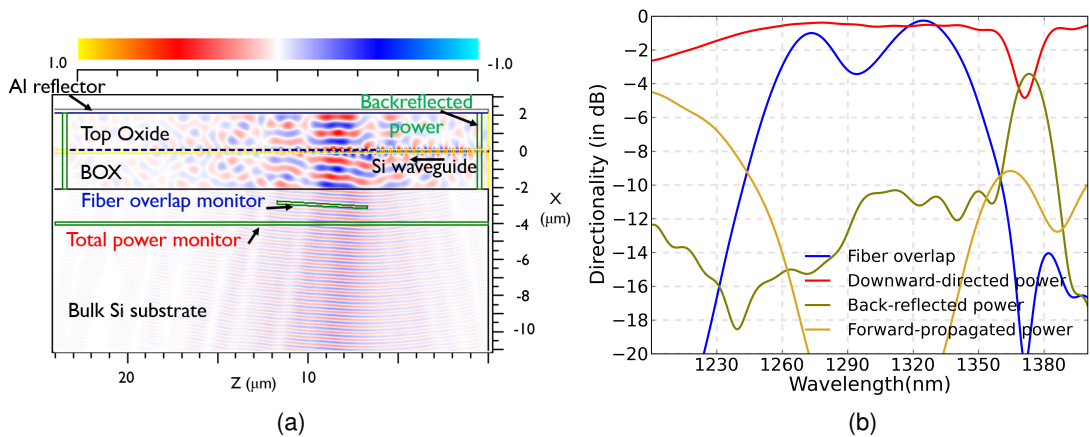 1.0
-1.0
Al reflector
Backreflected
power
Top Oxide
Si waveguide
BOX
Fiber overlap monitor
Total power monitor
Bulk Si substrate
2
0
-2
-4
-6
-8
-10
X
(μm)
20
10
Z (μm)
(a)
0
−2
−4
−6
−8
−10
−12
−14
−16
−18
−20
Directionality (in dB)
Fiber overlap
Downward-directed power
Back-reflected power
Forward-propagated power
1230 1260 1290 1320 1350 1380
Wavelength(nm)
(b)